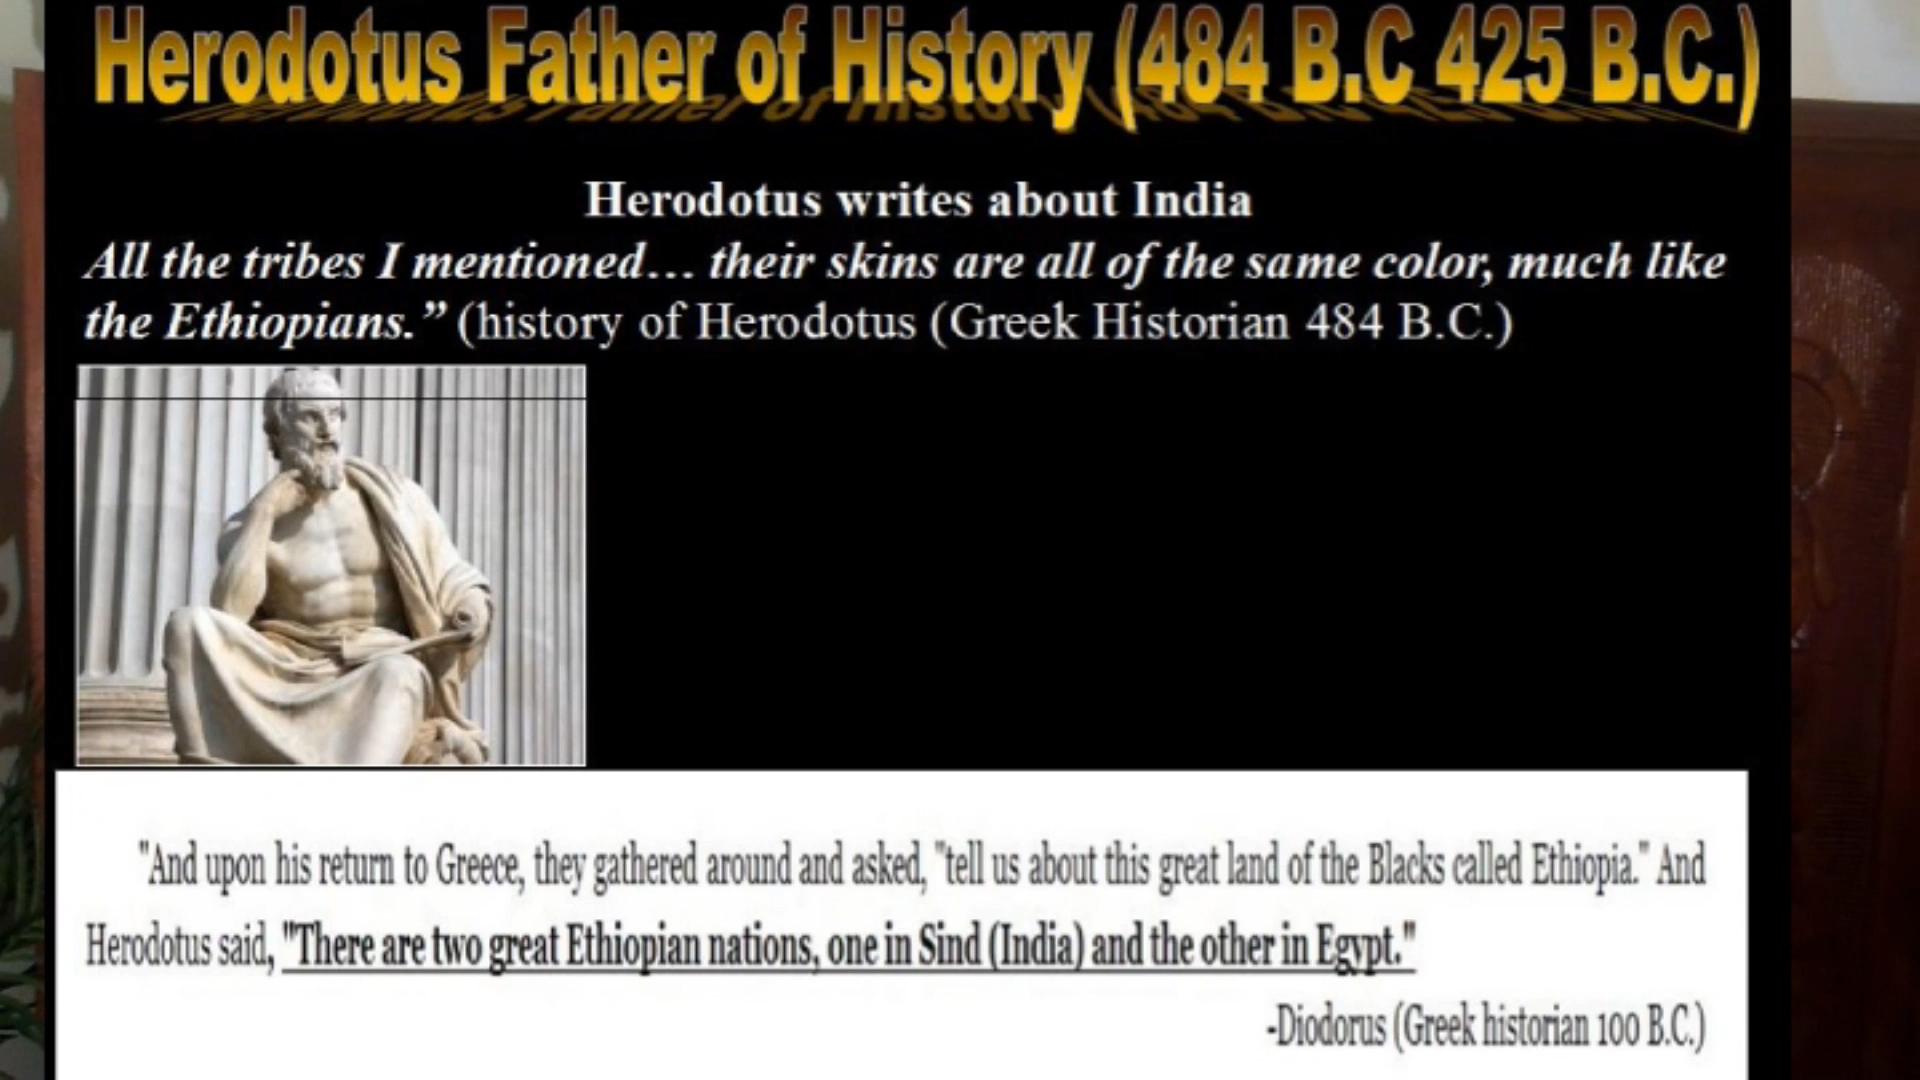 Herodotus Father of History (484 B.C 425 B.C.)
Herodotus writes about India
All the tribes I mentioned... their skins are all of the same color, much like
the Ethiopians.” (history of Herodotus (Greek Historian 484 B.C.)
"And upon his return to Greece, they gathered around and asked, "tell us about this great land of the Blacks called Ethiopia." And
Herodotus said, "There are two great Ethiopian nations, one in Sind (India) and the other in Egypt."
-Diodorus (Greek historian 100 B.C.)